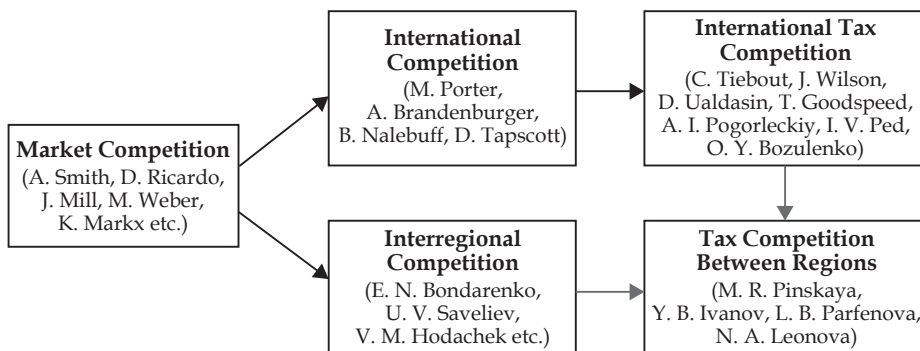 Market Competition
(A. Smith, D. Ricardo,
J. Mill, M. Weber,
K. Markx etc.)
International
Competition
(M. Porter,
A. Brandenburger,
B. Nalebuff, D. Tapscott)
International Tax
Competition
(C. Tiebout, J. Wilson,
D. Ualdasin, T. Goodspeed,
A. I. Pogorleckiy, I. V. Ped,
O. Y. Bozulenko)
Interregional
Competition
(E. N. Bondarenko,
U. V. Saveliev,
V. M. Hodachek etc.)
Tax Competition
Between Regions
(M. R. Pinskaya,
Y. B. Ivanov, L. B. Parfenova,
N. A. Leonova)